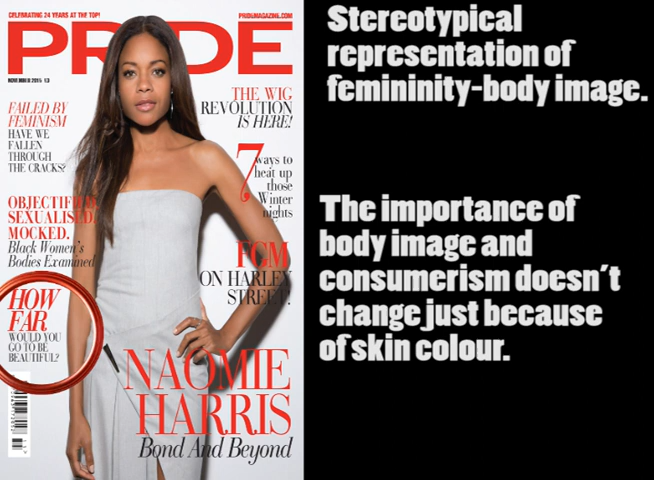 CELEBRATING 24 YEARS AT THE TOP!
PRIDEMAGAZINE.COM
PRIDE
NOVEMBER 2015
THE WIG
REVOLUTION
IS HERE!
FAILED BY
FEMINISM
HAVE WE
FALLEN
THROUGH
THE CRACKS?
7 ways to
heat up
those
Winter
nights
OBJECTIFIED.
SEXUALISED.
MOCKED.
Black Women's
Bodies Examined
FGM
ON HARLEY
STREET!
HOW
FAR
WOULD YOU
GO TO BE
BEAUTIFUL?
NAOMIE
HARRIS
Bond And Beyond
Stereotypical
representation of
femininity-body image.
The importance of
body image and
consumerism doesn't
change just because
of skin colour.